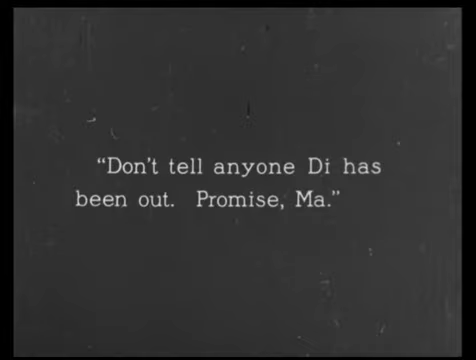 “Don't tell anyone Di has
been out. Promise, Ma.”